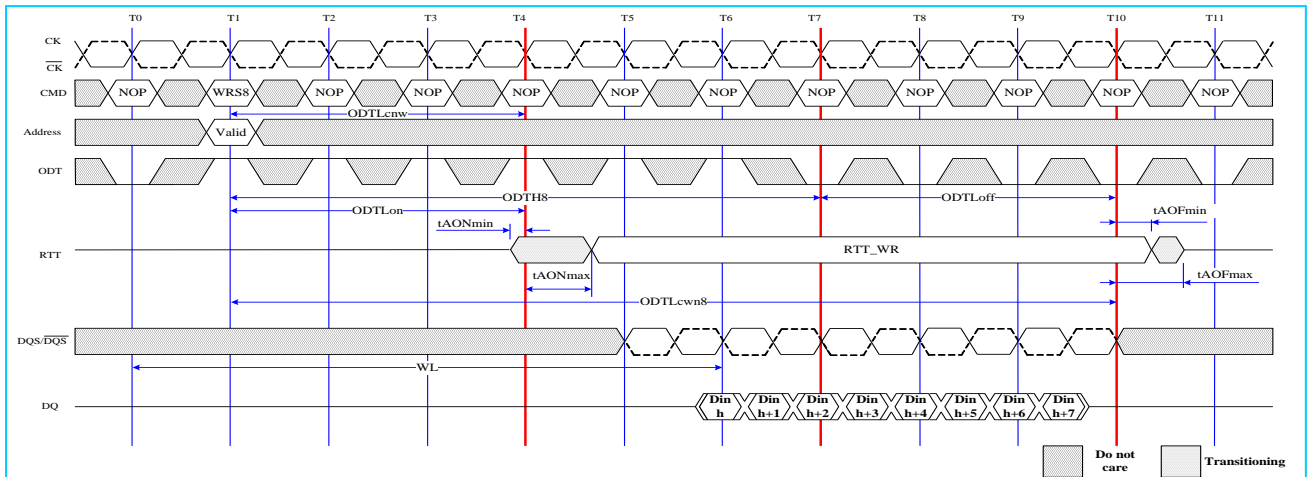 T0 T1 T2 T3 T4 T5 T6 T7 T8 T9 T10 T11
CK
CK
CMD NOP WRS8 NOP NOP NOP NOP NOP NOP NOP NOP NOP NOP
ODTLcnw
Address Valid
ODT
ODTH8 ODTLoff
ODTLon
tAONmin tAOFmin
RTT RTT_WR
tAONmax tAOFmax
ODTLcwn8
DQS/DQS
WL
DQ Din h Din h+1 Din h+2 Din h+3 Din h+4 Din h+5 Din h+6 Din h+7
Do not care Transitioning